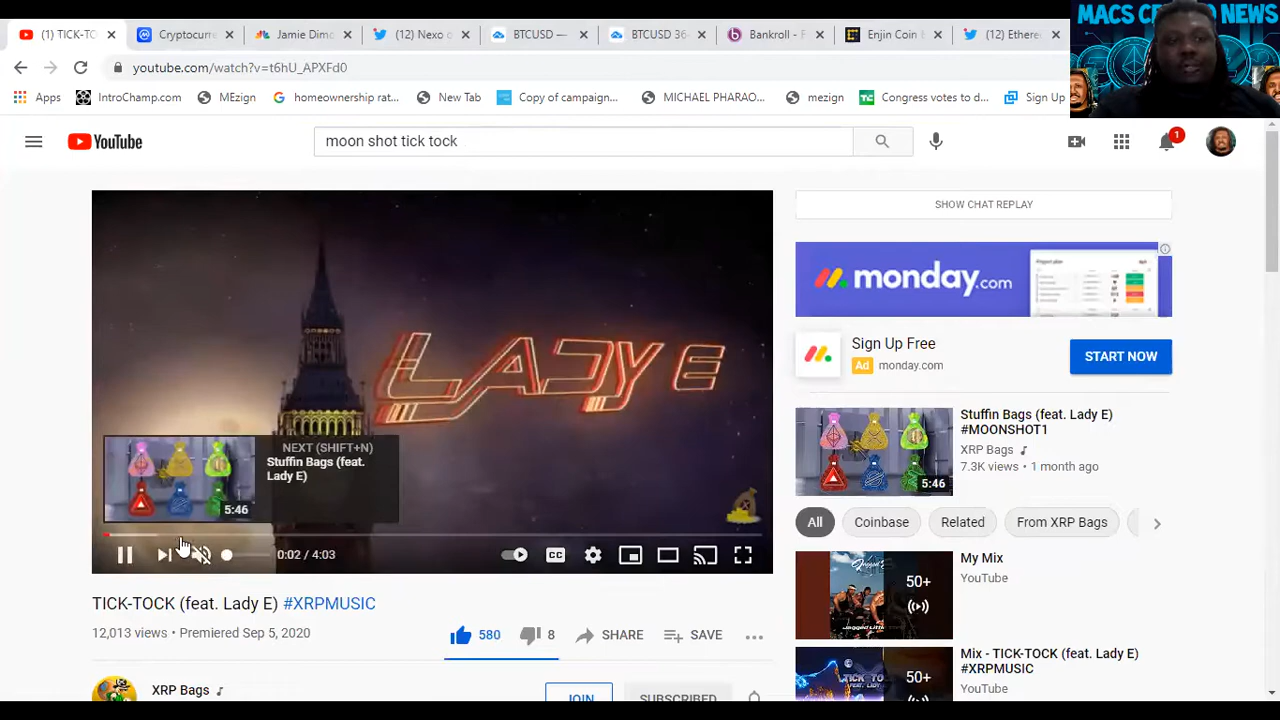 MACS CRYPTO NEWS
(1) TICK-TO
Cryptocurre
Jamie Dimo
(12) Nexo o
BTCUSD —
BTCUSD 36
Bankroll - F
Enjin Coin &
(12) Ethere
youtube.com/watch?v=t6hU_APXFd0
Apps
IntroChamp.com
MEzign
homeownership rat...
New Tab
Copy of campaign...
MICHAEL PHARAO...
mezign
Congress votes to d...
Sign Up
YouTube
moon shot tick tock
1
SHOW CHAT REPLAY
LADY E
monday.com
Sign Up Free
Ad monday.com
START NOW
NEXT (SHIFT+N)
Stuffin Bags (feat.
Lady E)
5:46
Stuffin Bags (feat. Lady E)
#MOONSHOT1
XRP Bags
7.3K views • 1 month ago
5:46
0:02 / 4:03
CC
All
Coinbase
Related
From XRP Bags
TICK-TOCK (feat. Lady E) #XRPMUSIC
12,013 views • Premiered Sep 5, 2020
580
8
SHARE
SAVE
My Mix
YouTube
50+
Mix - TICK-TOCK (feat. Lady E)
#XRPMUSIC
YouTube
50+
XRP Bags
JOIN
SUBSCRIBED